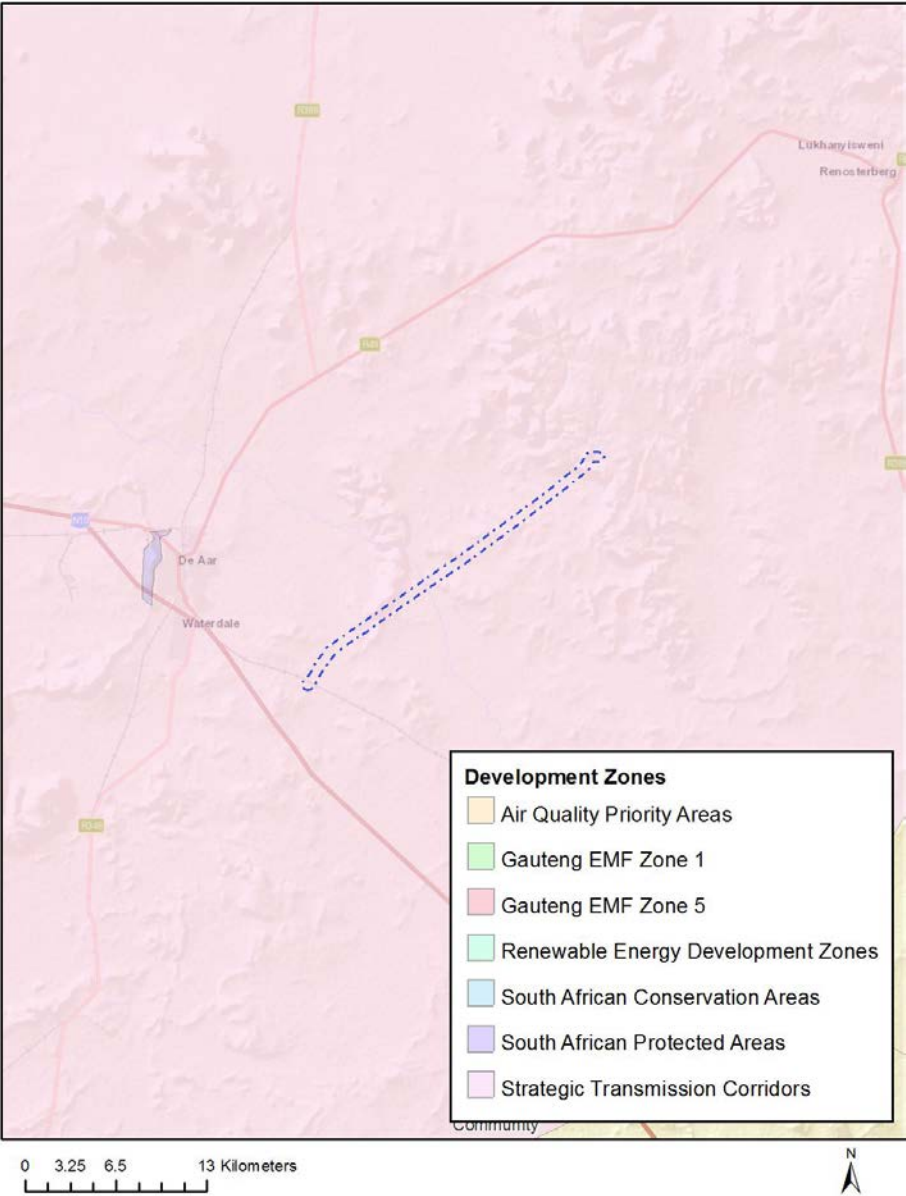 Lukhanyisweni
Renosterberg
De Aar
Waterdale
Development Zones
Air Quality Priority Areas
Gauteng EMF Zone 1
Gauteng EMF Zone 5
Renewable Energy Development Zones
South African Conservation Areas
South African Protected Areas
Strategic Transmission Corridors
Community
0 3.25 6.5 13 Kilometers
N